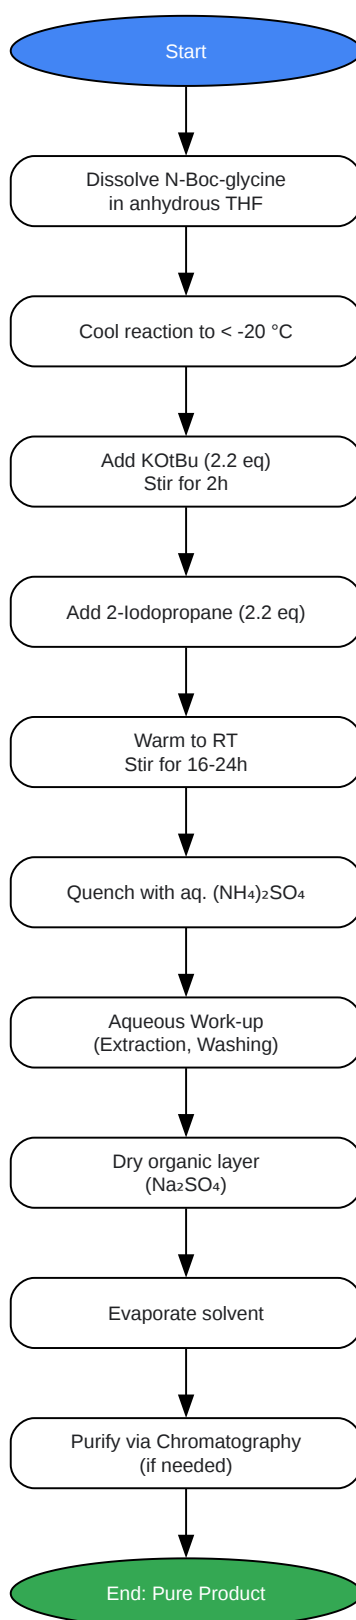 Start
Dissolve N-Boc-glycine
in anhydrous THF
Cool reaction to < -20 °C
Add KOtBu (2.2 eq)
Stir for 2h
Add 2-Iodopropane (2.2 eq)
Warm to RT
Stir for 16-24h
Quench with aq. (NH₄)₂SO₄
Aqueous Work-up
(Extraction, Washing)
Dry organic layer
(Na₂SO₄)
Evaporate solvent
Purify via Chromatography
(if needed)
End: Pure Product